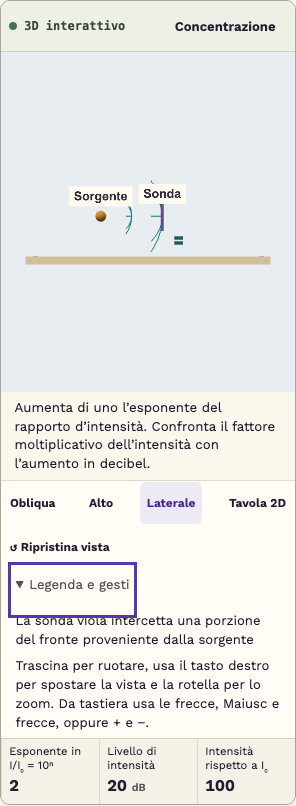 3D interattivo
Concentrazione
Sorgente
Sonda
Aumenta di uno l’esponente del
rapporto d’intensità. Confronta il fattore
moltiplicativo dell’intensità con
l’aumento in decibel.
Obliqua
Alto
Laterale
Tavola 2D
↺ Ripristina vista
▼ Legenda e gesti
La sonda viola intercetta una porzione
del fronte proveniente dalla sorgente
Trascina per ruotare, usa il tasto destro
per spostare la vista e la rotella per lo
zoom. Da tastiera usa le frecce, Maiusc e
frecce, oppure + e −.
Esponente in
I/I₀ = 10ⁿ
2
Livello di
intensità
20 dB
Intensità
rispetto a I₀
100